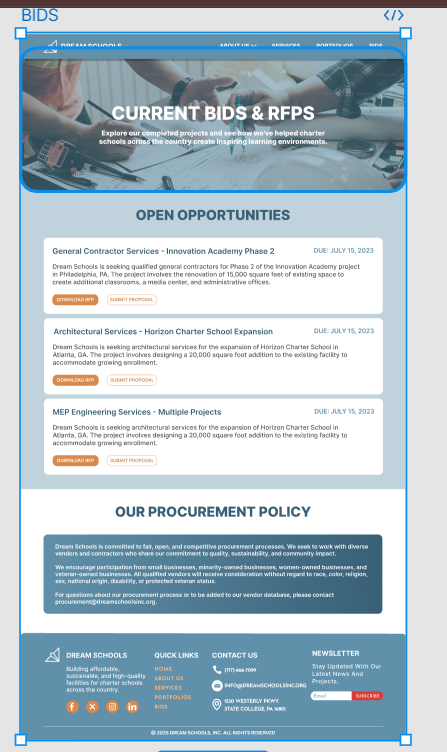 BIDS
</>
DREAM SCHOOLS ABOUT US SERVICES PORTFOLIOS BIDS
CURRENT BIDS & RFPS
Explore our completed projects and see how we've helped charter
schools across the country create inspiring learning environments.
OPEN OPPORTUNITIES
General Contractor Services - Innovation Academy Phase 2 DUE: JULY 15, 2023
Dream Schools is seeking qualified general contractors for Phase 2 of the Innovation Academy project
in Philadelphia, PA. The project involves the renovation of 15,000 square feet of existing space to
create additional classrooms, a media center, and administrative offices.
DOWNLOAD RFP SUBMIT PROPOSAL
Architectural Services - Horizon Charter School Expansion DUE: JULY 15, 2023
Dream Schools is seeking architectural services for the expansion of Horizon Charter School in
Atlanta, GA. The project involves designing a 20,000 square foot addition to the existing facility to
accommodate growing enrollment.
DOWNLOAD RFP SUBMIT PROPOSAL
MEP Engineering Services - Multiple Projects DUE: JULY 15, 2023
Dream Schools is seeking architectural services for the expansion of Horizon Charter School in
Atlanta, GA. The project involves designing a 20,000 square foot addition to the existing facility to
accommodate growing enrollment.
DOWNLOAD RFP SUBMIT PROPOSAL
OUR PROCUREMENT POLICY
Dream Schools is committed to fair, open, and competitive procurement processes. We seek to work with diverse
vendors and contractors who share our commitment to quality, sustainability, and community impact.
We encourage participation from small businesses, minority-owned businesses, women-owned businesses, and
veteran-owned businesses. All qualified vendors will receive consideration without regard to race, color, religion,
sex, national origin, disability, or protected veteran status.
For questions about our procurement process or to be added to our vendor database, please contact
procurement@dreamschoolsinc.org.
DREAM SCHOOLS
Building affordable,
sustainable, and high-quality
facilities for charter schools
across the country.
QUICK LINKS
HOME
ABOUT US
SERVICES
PORTFOLIOS
BIDS
CONTACT US
(717) 666-7099
INFO@DREAMSCHOOLSINC.ORG
1530 WESTERLY PKWY.
STATE COLLEGE, PA 16801
NEWSLETTER
Stay Updated With Our
Latest News And
Projects.
Email SUBSCRIBE
© 2025 DREAM SCHOOLS, INC. ALL RIGHTS RESERVED